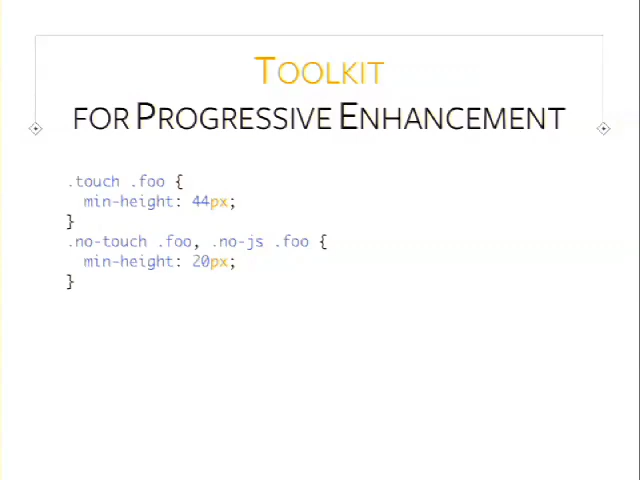 TOOLKIT
FOR PROGRESSIVE ENHANCEMENT
.touch .foo {
  min-height: 44px;
}
.no-touch .foo, .no-js .foo {
  min-height: 20px;
}